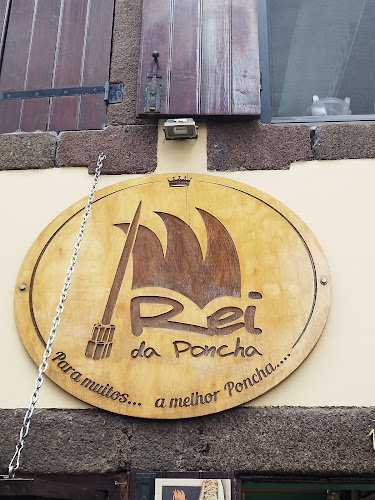 Rei
da Poncha
Para muitos... a melhor Poncha....